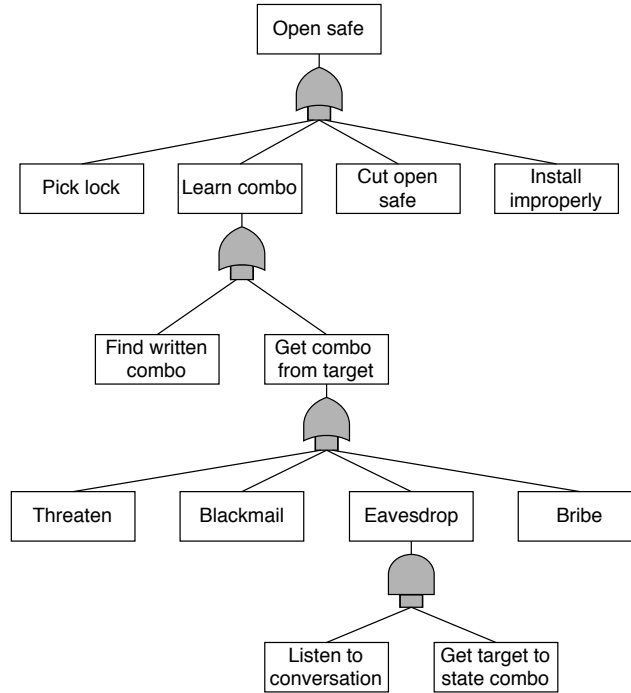 Open safe
Pick lock
Learn combo
Cut open
safe
Install
improperly
Find written
combo
Get combo
from target
Threaten
Blackmail
Eavesdrop
Bribe
Listen to
conversation
Get target to
state combo